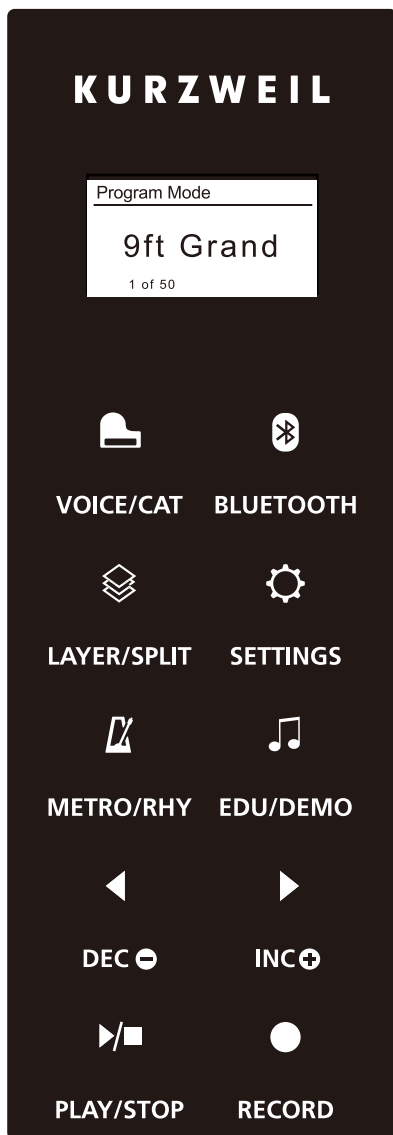 KURZWEIL
Program Mode
9ft Grand
1 of 50
VOICE/CAT BLUETOOTH
LAYER/SPLIT SETTINGS
METRO/RHY EDU/DEMO
DEC INC
PLAY/STOP RECORD